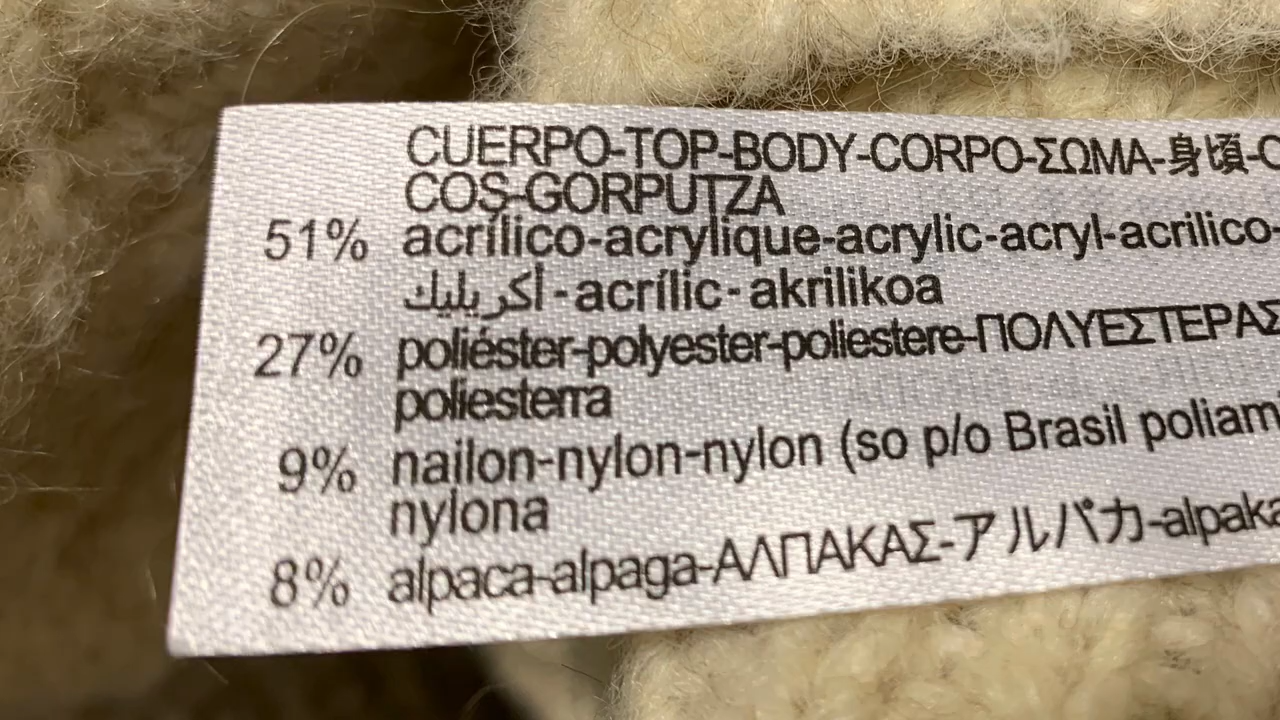 CUERPO-TOP-BODY-CORPO-ΣΩΜΑ-身頃-C
COS-GORPUTZA
51% acrílico-acrylique-acrylic-acryl-acrilico-
أكريليك-acrílic-akrilikoa
27% poliéster-polyester-poliestere-ΠΟΛΥΕΣΤΕΡΑΣ
poliesterra
9% nailon-nylon-nylon (so p/o Brasil poliam
nylona
8% alpaca-alpaga-ΑΛΠΑΚΑΣ-アルパカ-alpaka